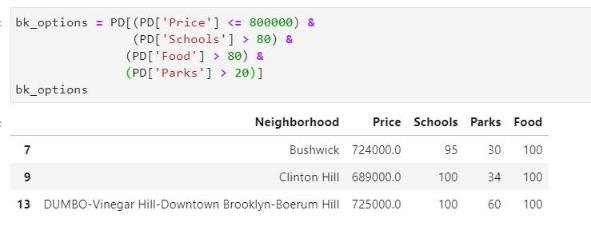 bk_options = PD[(PD['Price'] <= 800000) &
(PD['Schools'] > 80) &
(PD['Food'] > 80) &
(PD['Parks'] > 20)]
bk_options
Neighborhood Price Schools Parks Food
7 Bushwick 724000.0 95 30 100
9 Clinton Hill 689000.0 100 34 100
13 DUMBO-Vinegar Hill-Downtown Brooklyn-Boerum Hill 725000.0 100 60 100